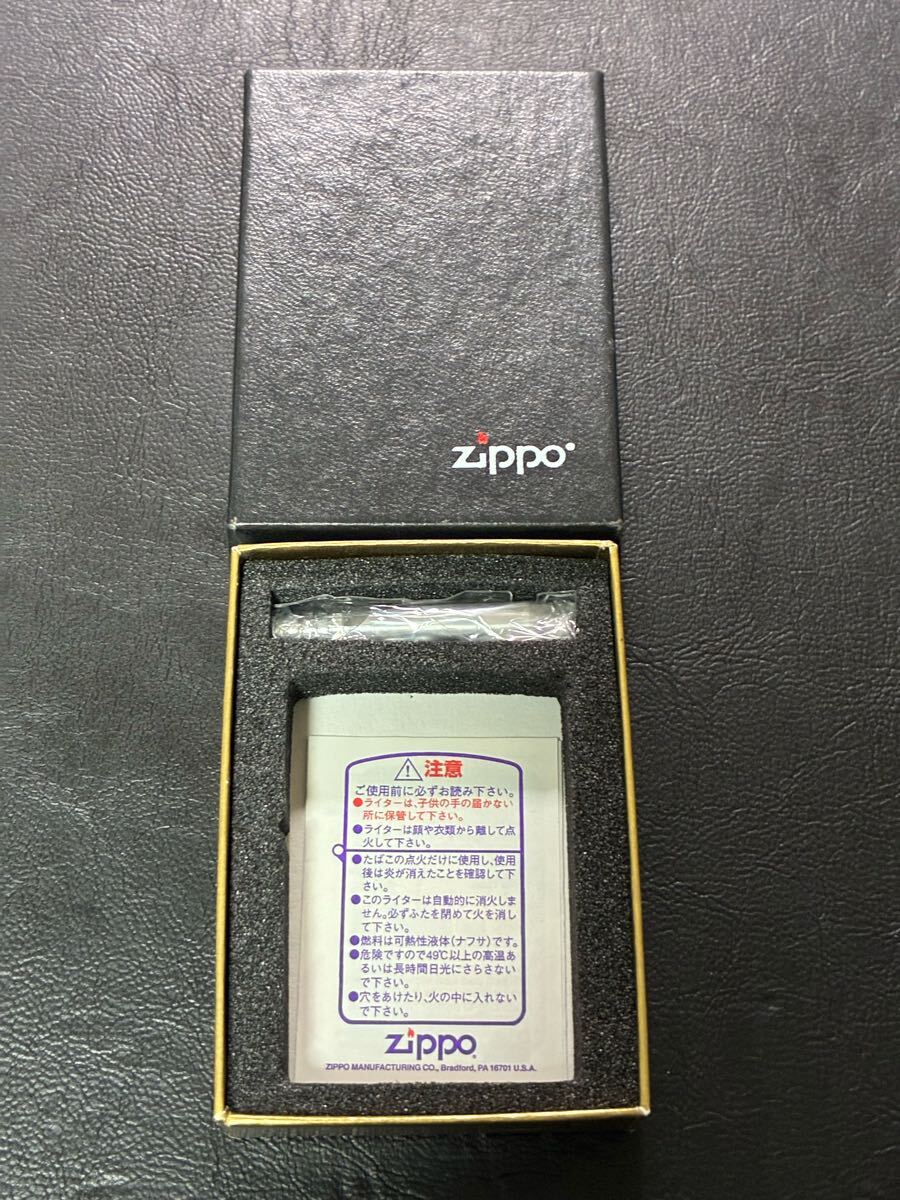 zippo
注意
ご使用前に必ずお読み下さい。
●ライターは、子供の手の届かない
所に保管して下さい。
●ライターは顔や衣類から離して点
火して下さい。
●たばこの点火だけに使用し、使用
後は炎が消えたことを確認して下
さい。
●このライターは自動的に消火しま
せん。必ずふたを閉めて火を消し
て下さい。
●燃料は可熱性液体(ナフサ)です。
●危険ですので49℃以上の高温あ
るいは長時間日光にさらさない
で下さい。
●穴をあけたり、火の中に入れない
で下さい。
zippo
ZIPPO MANUFACTURING CO., Bradford, PA 16701 U.S.A.